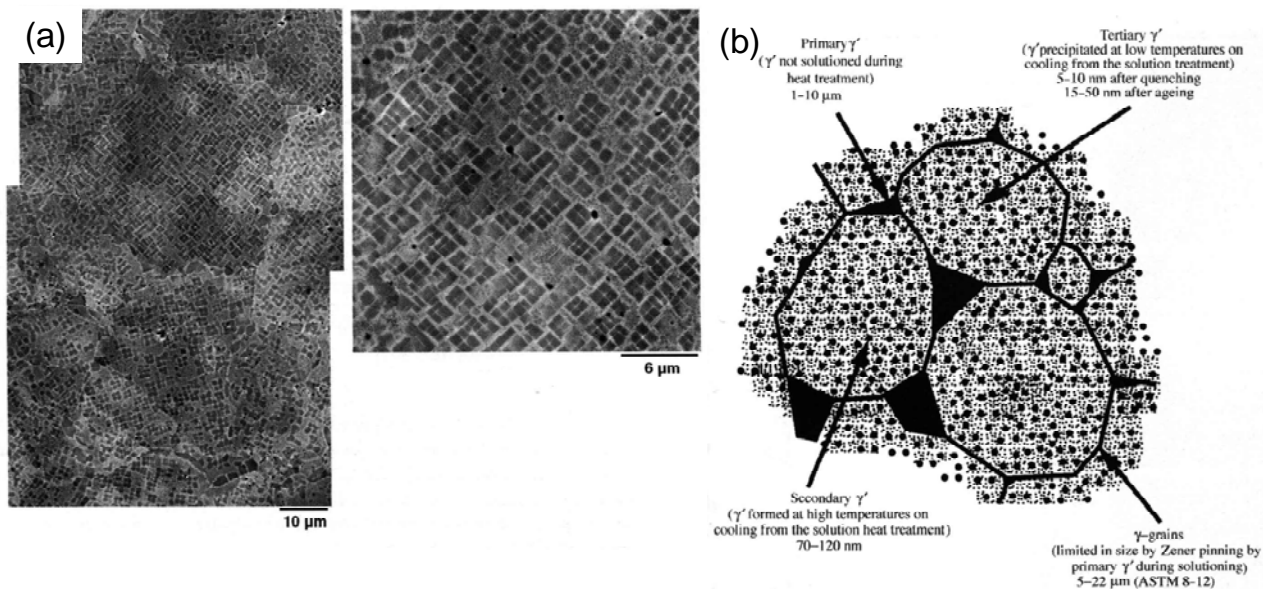 (a)
10 µm
6 µm
(b)
Primary γ′
(γ′ not solutioned during
heat treatment)
1–10 µm
Tertiary γ′
(γ′precipitated at low temperatures on
cooling from the solution treatment)
5–10 nm after quenching
15–50 nm after ageing
Secondary γ′
(γ′ formed at high temperatures on
cooling from the solution heat treatment)
70–120 nm
γ-grains
(limited in size by Zener pinning by
primary γ′ during solutioning)
5–22 µm (ASTM 8–12)